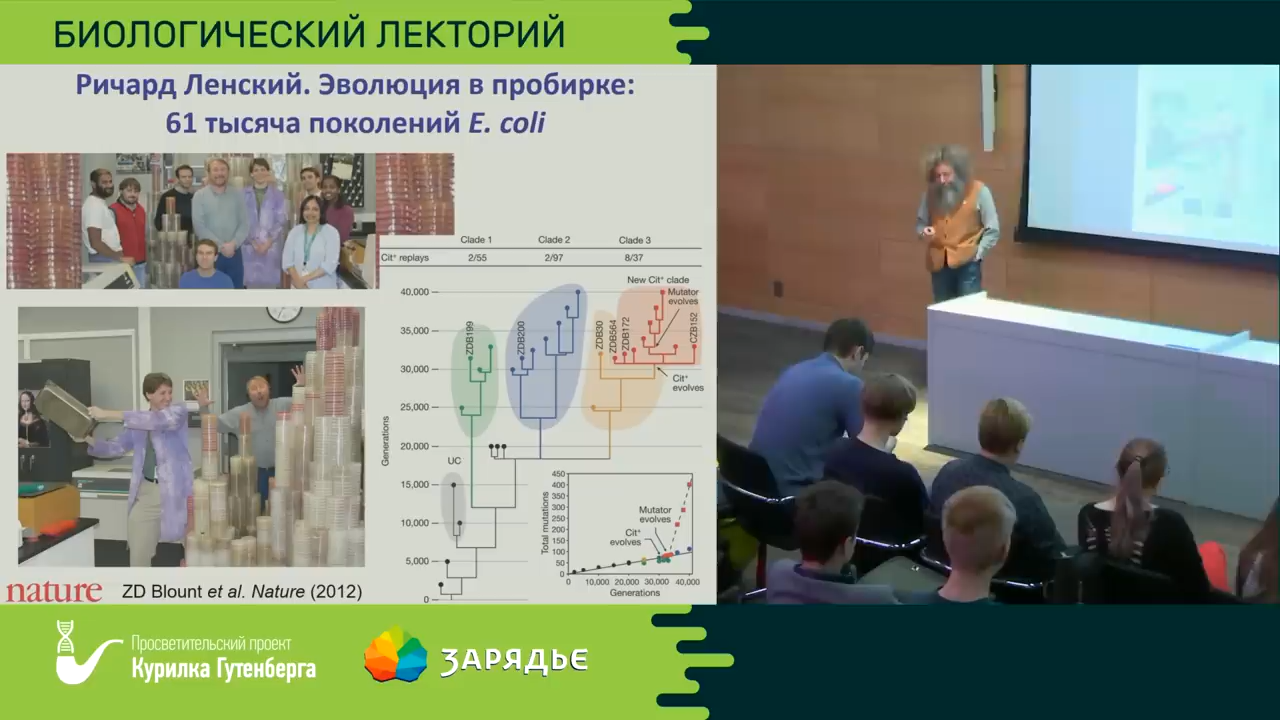 БИОЛОГИЧЕСКИЙ ЛЕКТОРИЙ
Ричард Ленский. Эволюция в пробирке:
61 тысяча поколений E. coli
Clade 1 Clade 2 Clade 3
Cit⁺ replays 2/55 2/97 8/37
New Cit⁺ clade
Mutator
evolves
40,000
35,000
30,000
25,000
20,000
15,000
10,000
5,000
0
Generations
ZDB199
ZDB200
ZDB30
ZDB564
ZDB172
CZB152
Cit⁺
evolves
UC
450
400
350
300
250
200
150
100
50
0
Total mutations
Mutator
evolves
Cit⁺
evolves
0 10,000 20,000 30,000 40,000
Generations
nature ZD Blount et al. Nature (2012)
Просветительский проект
Курилка Гутенберга
ЗАРЯДЬЕ